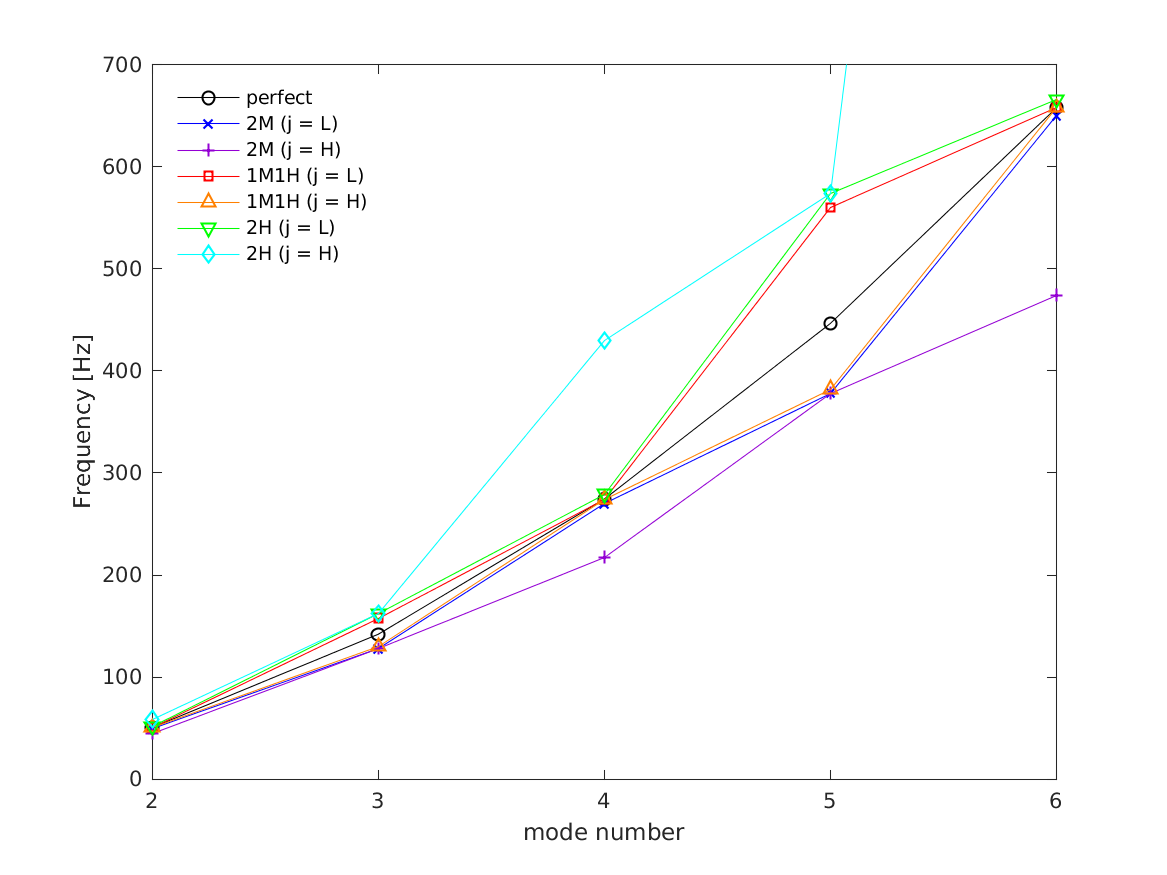 700
600
500
400
300
200
100
0
Frequency [Hz]
perfect
2M (j = L)
2M (j = H)
1M1H (j = L)
1M1H (j = H)
2H (j = L)
2H (j = H)
2 3 4 5 6
mode number